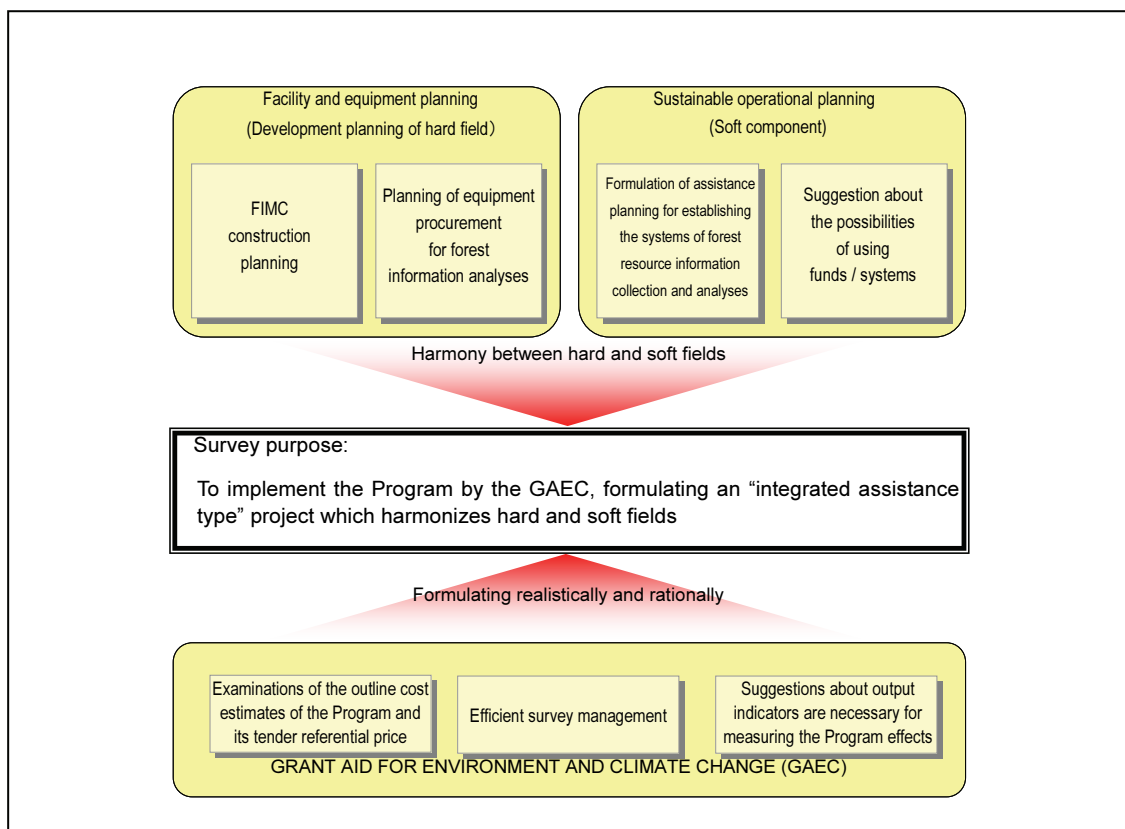 Facility and equipment planning
(Development planning of hard field)
FIMC
construction
planning
Planning of equipment
procurement
for forest
information analyses
Sustainable operational planning
(Soft component)
Formulation of assistance
planning for establishing
the systems of forest
resource information
collection and analyses
Suggestion about
the possibilities
of using
funds / systems
Harmony between hard and soft fields
Survey purpose:
To implement the Program by the GAEC, formulating an “integrated assistance
type” project which harmonizes hard and soft fields
Formulating realistically and rationally
Examinations of the outline cost
estimates of the Program and
its tender referential price
Efficient survey management
Suggestions about output
indicators are necessary for
measuring the Program effects
GRANT AID FOR ENVIRONMENT AND CLIMATE CHANGE (GAEC)